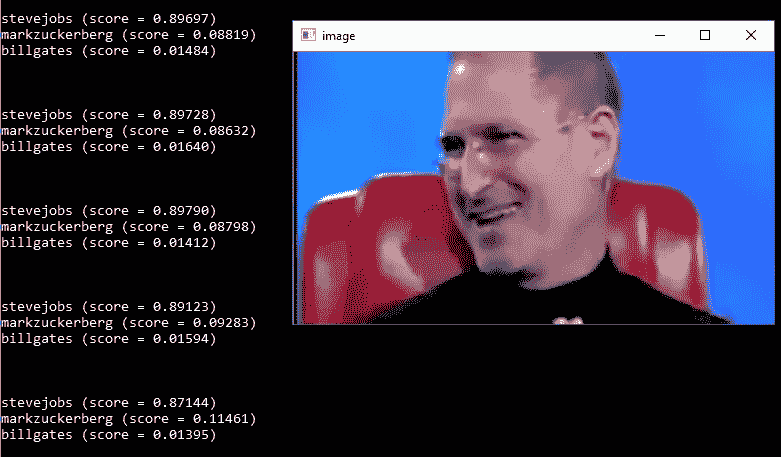 stevejobs (score = 0.89697)
markzuckerberg (score = 0.08819)
billgates (score = 0.01484)
stevejobs (score = 0.89728)
markzuckerberg (score = 0.08632)
billgates (score = 0.01640)
stevejobs (score = 0.89790)
markzuckerberg (score = 0.08798)
billgates (score = 0.01412)
stevejobs (score = 0.89123)
markzuckerberg (score = 0.09283)
billgates (score = 0.01594)
stevejobs (score = 0.87144)
markzuckerberg (score = 0.11461)
billgates (score = 0.01395)
image